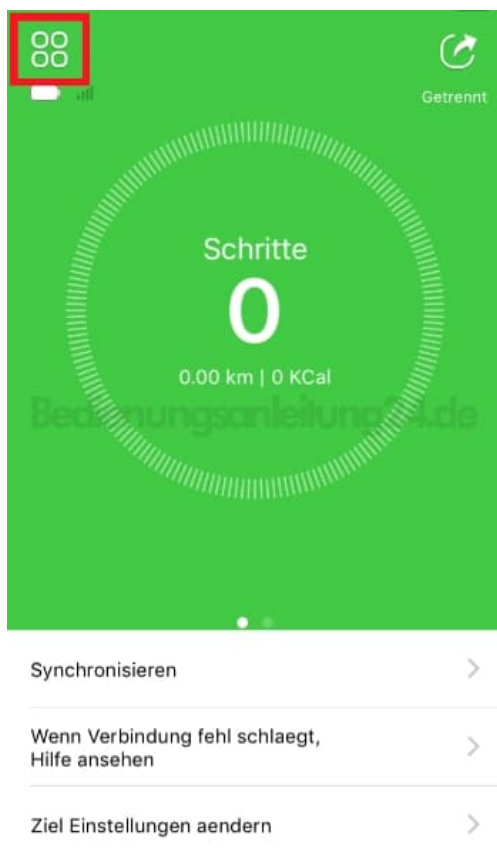 Getrennt
Schritte
0
0.00 km | 0 KCal
Bedienungsanleitung24.de
Synchronisieren
Wenn Verbindung fehl schlaegt,
Hilfe ansehen
Ziel Einstellungen aendern